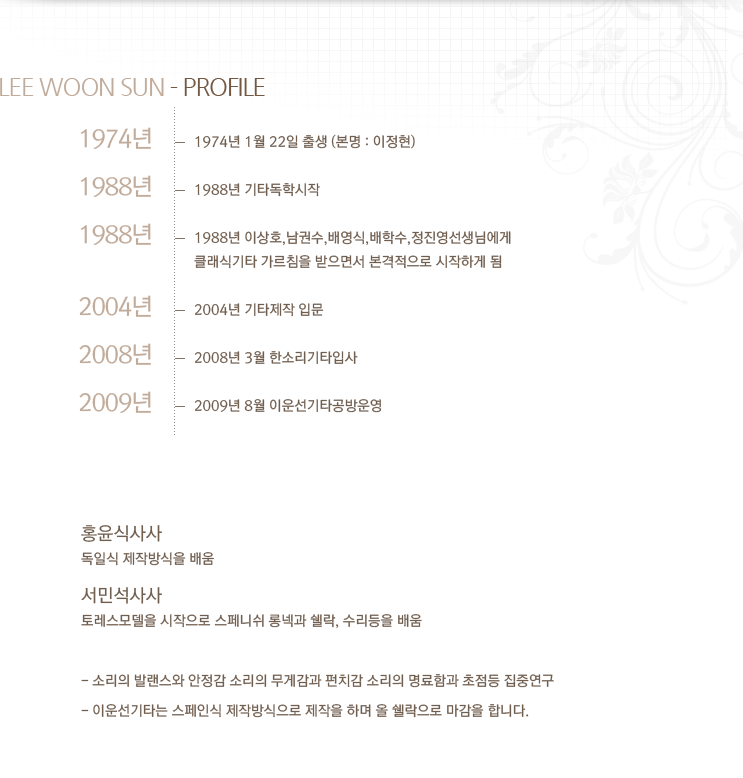 LEE WOON SUN - PROFILE
1974년
1974년 1월 22일 출생 (본명 : 이정현)
1988년
1988년 기타독학시작
1988년
1988년 이상호,남권수,배영식,배학수,정진영선생님에게
클래식기타 가르침을 받으면서 본격적으로 시작하게 됨
2004년
2004년 기타제작 입문
2008년
2008년 3월 한소리기타입사
2009년
2009년 8월 이운선기타공방운영
홍윤식사사
독일식 제작방식을 배움
서민석사사
토레스모델을 시작으로 스페니쉬 롱넥과 쉘락, 수리등을 배움
- 소리의 발랜스와 안정감 소리의 무게감과 펀치감 소리의 명료함과 초점등 집중연구
- 이운선기타는 스페인식 제작방식으로 제작을 하며 올 쉘락으로 마감을 합니다.